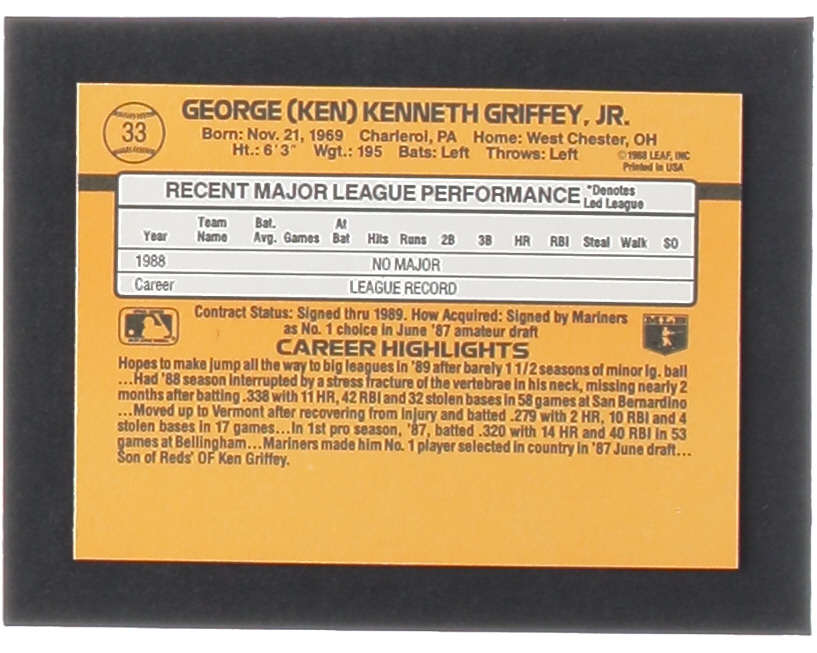 33
GEORGE (KEN) KENNETH GRIFFEY, JR.
Born: Nov. 21, 1969 Charleroi, PA Home: West Chester, OH
Ht.: 6'3" Wgt.: 195 Bats: Left Throws: Left
©1988 LEAF, INC
Printed in USA
RECENT MAJOR LEAGUE PERFORMANCE *Denotes Led League
Year Team Name Bat. Avg. Games At Bat Hits Runs 2B 3B HR RBI Steal Walk SO
1988 NO MAJOR
Career LEAGUE RECORD
Contract Status: Signed thru 1989. How Acquired: Signed by Mariners
as No. 1 choice in June '87 amateur draft
MLB
CAREER HIGHLIGHTS
Hopes to make jump all the way to big leagues in '89 after barely 1 1/2 seasons of minor lg. ball
...Had '88 season interrupted by a stress fracture of the vertebrae in his neck, missing nearly 2
months after batting .338 with 11 HR, 42 RBI and 32 stolen bases in 58 games at San Bernardino
...Moved up to Vermont after recovering from injury and batted .279 with 2 HR, 10 RBI and 4
stolen bases in 17 games...In 1st pro season, '87, batted .320 with 14 HR and 40 RBI in 53
games at Bellingham...Mariners made him No. 1 player selected in country in '87 June draft...
Son of Reds' OF Ken Griffey.